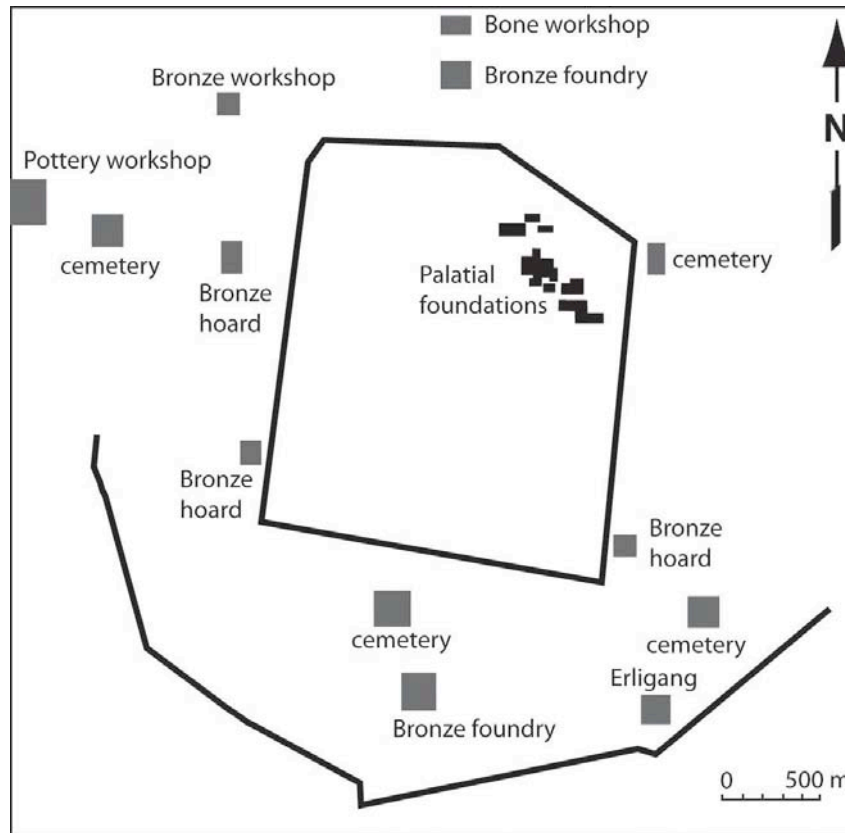 Bone workshop
Bronze workshop
Bronze foundry
N
Pottery workshop
cemetery
Bronze
hoard
Palatial
foundations
cemetery
Bronze
hoard
Bronze
hoard
cemetery
cemetery
Erligang
Bronze foundry
0 500 m